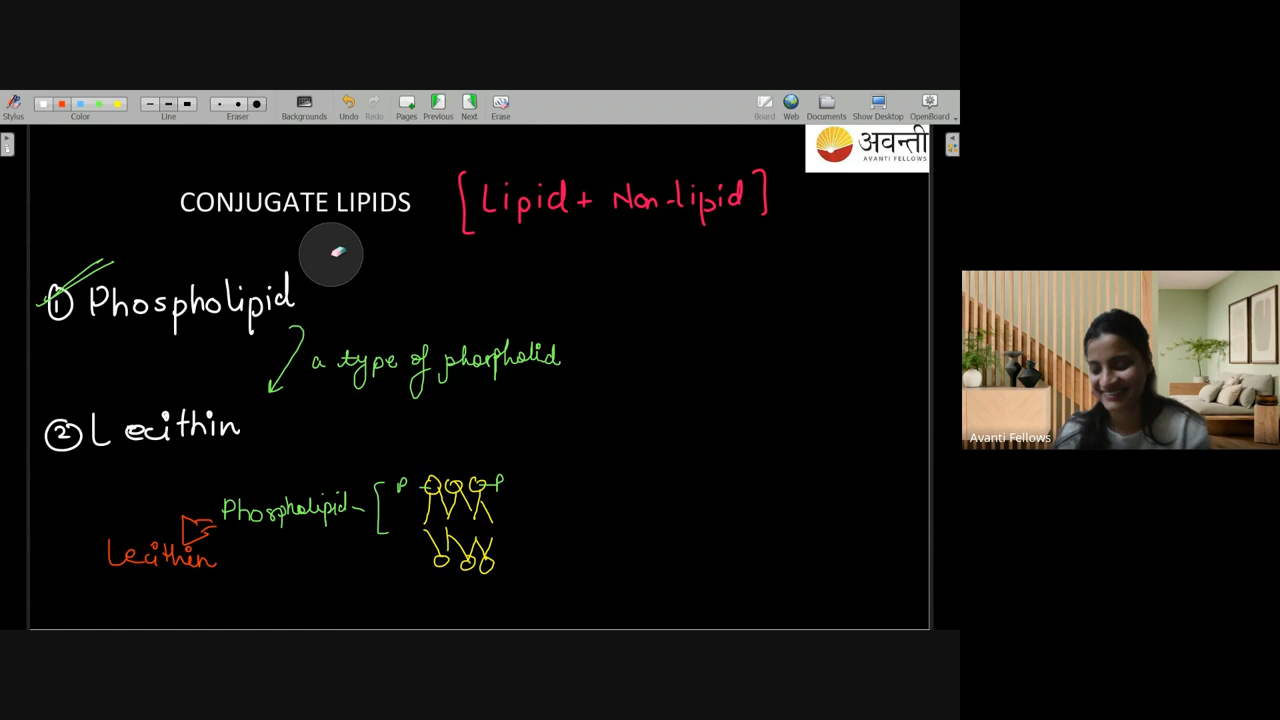 Stylus Color Line Eraser Backgrounds Undo Redo Pages Previous Next Erase Board Web Documents Show Desktop OpenBoard
अवन्ती
AVANTI FELLOWS
CONJUGATE LIPIDS [Lipid + Non-lipid]
① Phospholipid
a type of phospholid
② Lecithin
Phospholipid - [ P P
Lecithin
Avanti Fellows